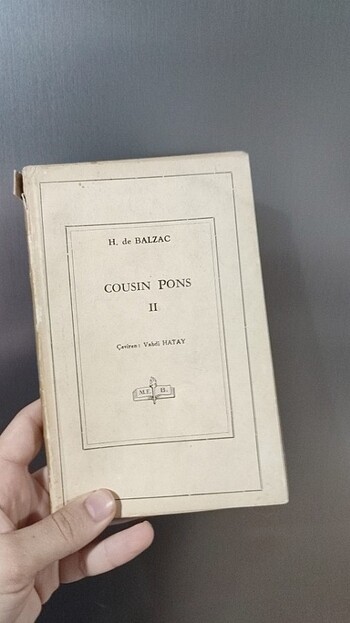 H. de BALZAC
COUSIN PONS
II
Çeviren: Vahdi HATAY
M.E. B.